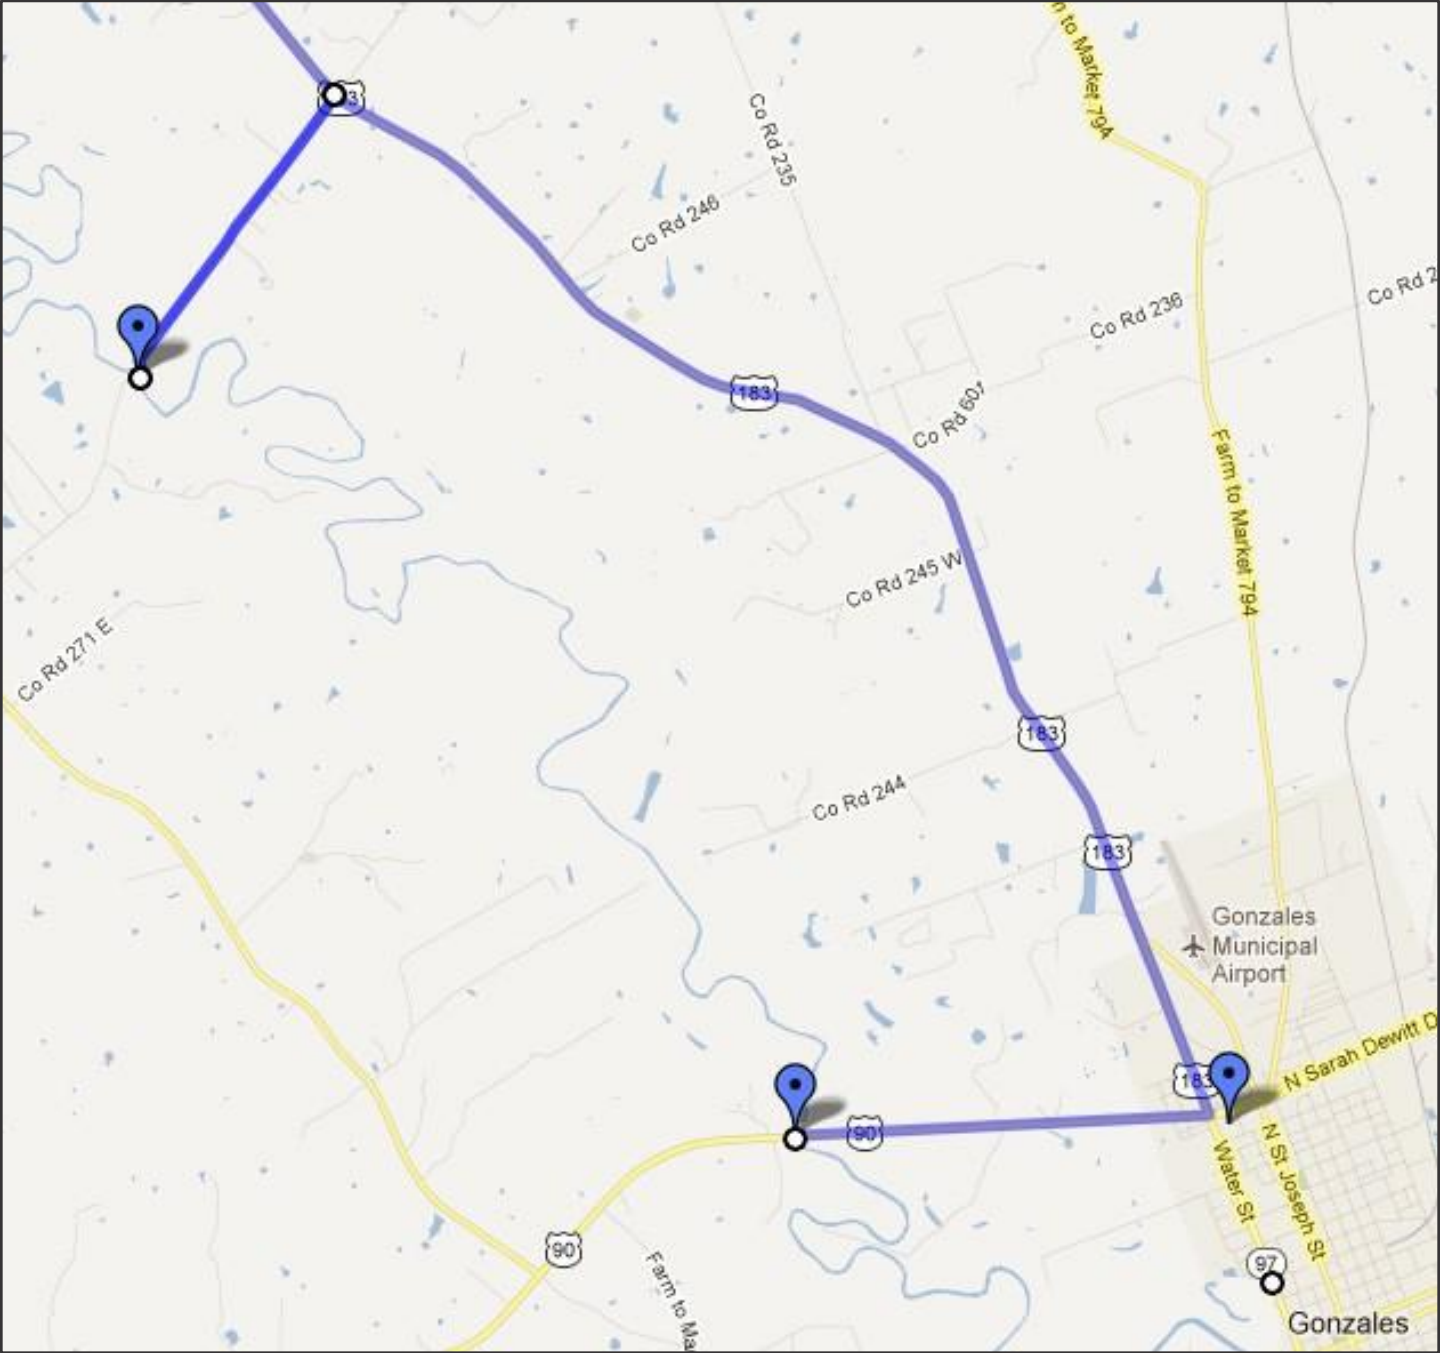 m to Market 794
3
Co Rd 235
Co Rd 246
Co Rd 236
Co Rd 2
183
Co Rd 601
Farm to Market 794
Co Rd 245 W
Co Rd 271 E
183
Co Rd 244
183
Gonzales
Municipal
Airport
N Sarah Dewitt D
183
90
Water St
N St Joseph St
90
Farm to Ma
97
Gonzales